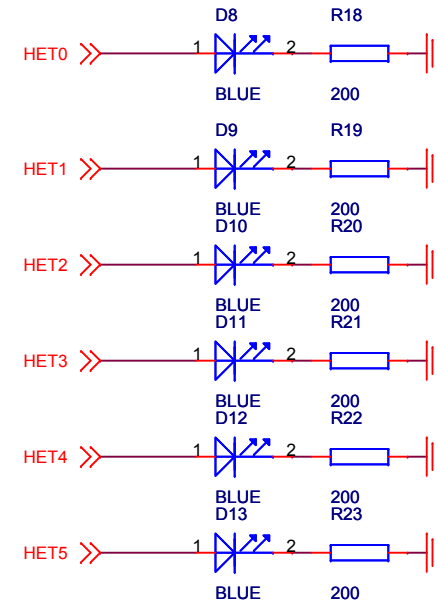 D8 R18
HET0 1 2
BLUE 200
D9 R19
HET1 1 2
BLUE 200
D10 R20
HET2 1 2
BLUE 200
D11 R21
HET3 1 2
BLUE 200
D12 R22
HET4 1 2
BLUE 200
D13 R23
HET5 1 2
BLUE 200